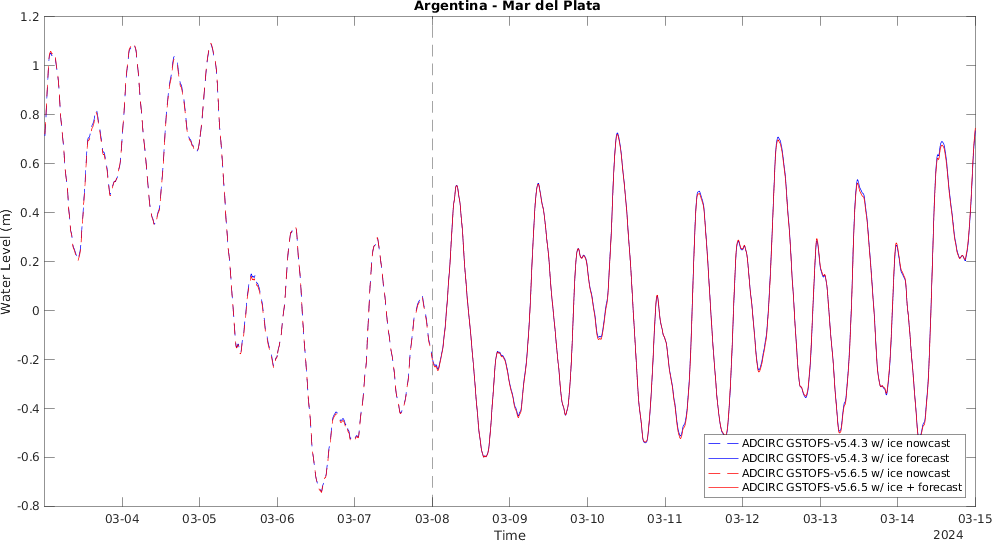 Argentina - Mar del Plata
1.2
1
0.8
0.6
0.4
0.2
0
-0.2
-0.4
-0.6
-0.8
Water Level (m)
ADCIRC GSTOFS-v5.4.3 w/ ice nowcast
ADCIRC GSTOFS-v5.4.3 w/ ice forecast
ADCIRC GSTOFS-v5.6.5 w/ ice nowcast
ADCIRC GSTOFS-v5.6.5 w/ ice + forecast
03-04 03-05 03-06 03-07 03-08 03-09 03-10 03-11 03-12 03-13 03-14 03-15
Time
2024